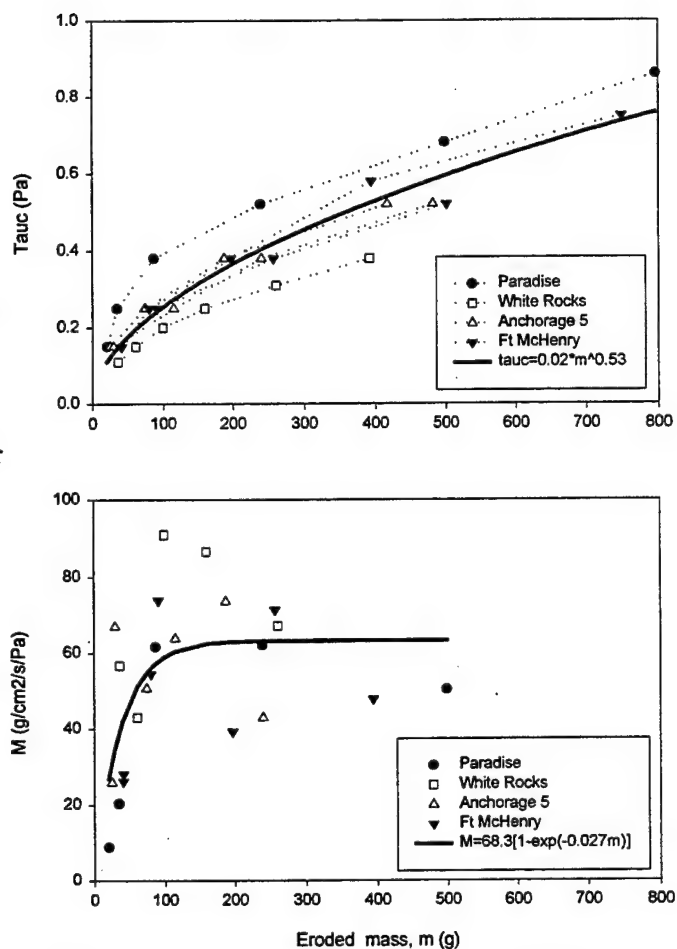 1.0
0.8
0.6
0.4
0.2
0.0
Tauc (Pa)
0 100 200 300 400 500 600 700 800
Paradise
White Rocks
Anchorage 5
Ft McHenry
tauc=0.02*m^0.53
100
80
60
40
20
0
M (g/cm2/s/Pa)
0 100 200 300 400 500 600 700 800
Paradise
White Rocks
Anchorage 5
Ft McHenry
M=68.3[1-exp(-0.027m)]
Eroded mass, m (g)